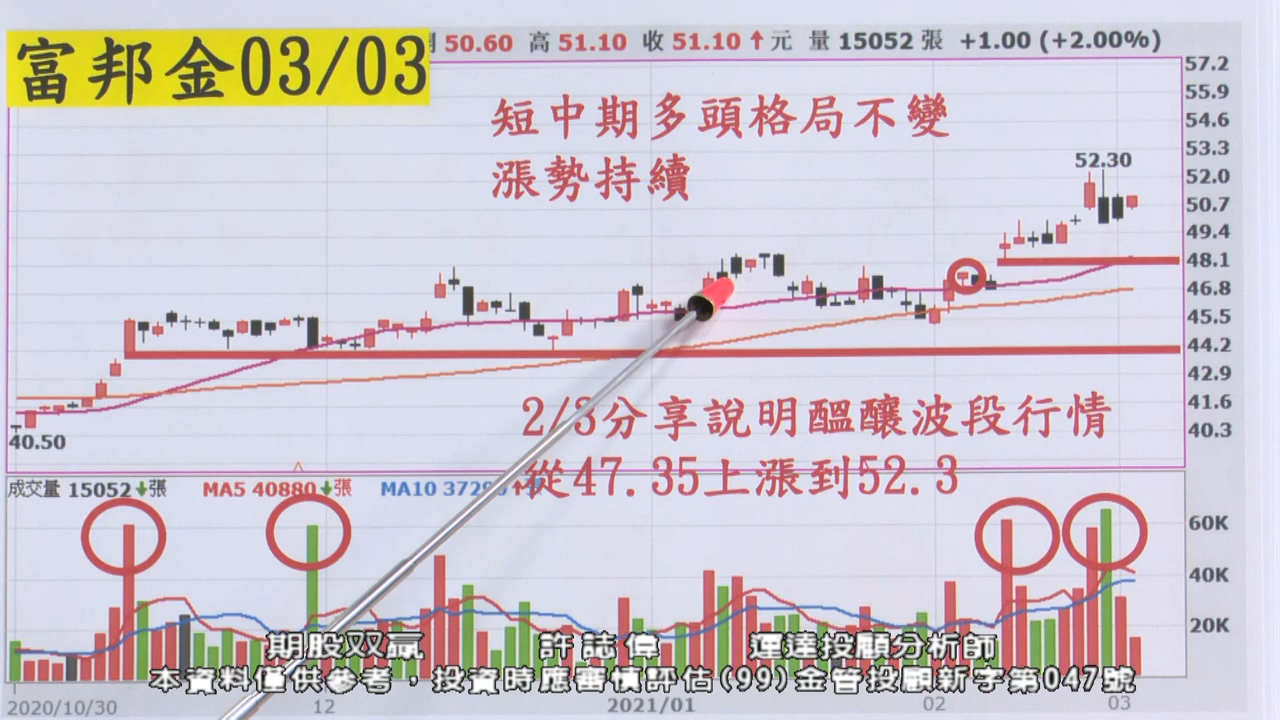 富邦金03/03
50.60 高 51.10 收 51.10↑元 量 15052 張 +1.00 (+2.00%)
短中期多頭格局不變
漲勢持續
57.2
55.9
54.6
53.3
52.0
50.7
49.4
48.1
46.8
45.5
44.2
42.9
41.6
40.3
52.30
40.50
2/3分享說明醞釀波段行情
從47.35上漲到52.3
成交量 15052↓張 MA5 40880↓張 MA10 3729
60K
40K
20K
期股双贏 許誌偉 運達投顧分析師
本資料僅供參考，投資時應審慎評估(99)金管投顧新字第047號
2020/10/30 12 2021/01 02 03